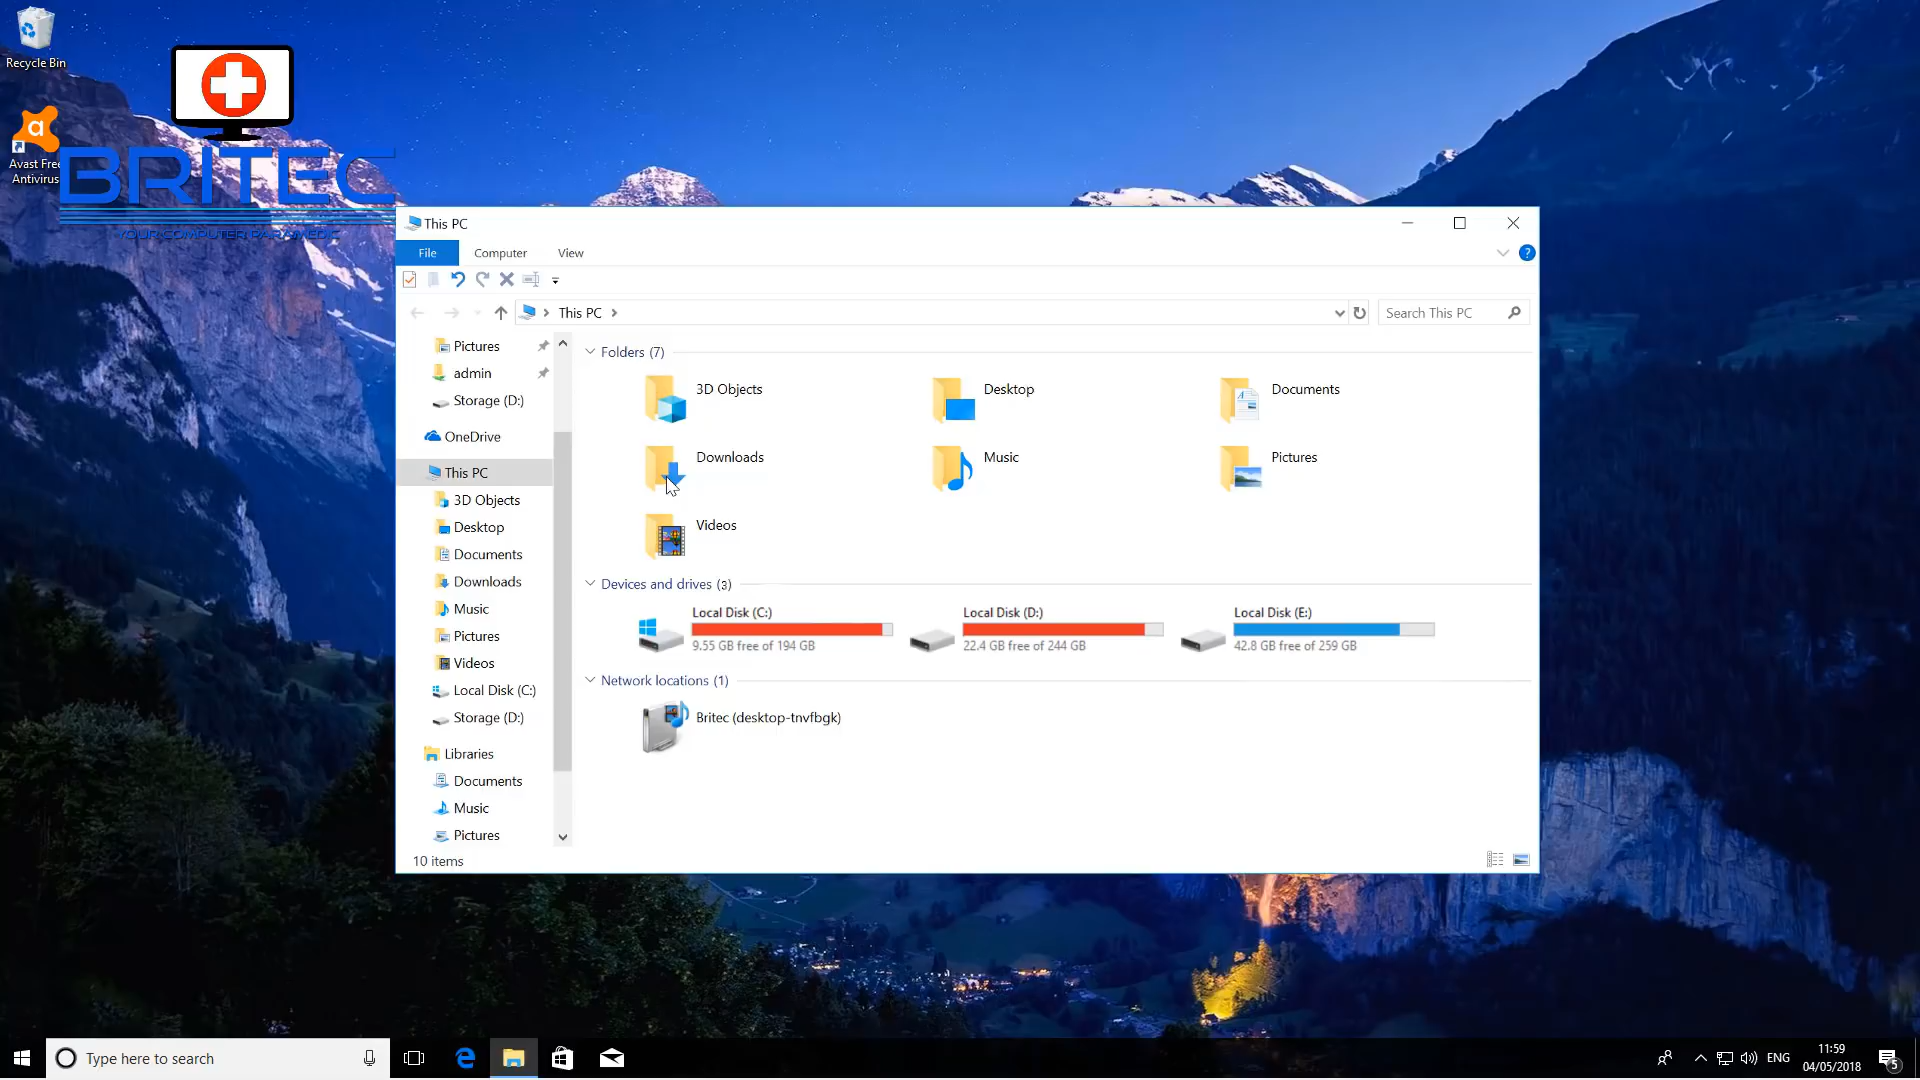 Recycle Bin
Avast Free
Antivirus
BRITEC
YOUR COMPUTER PARAMEDIC
This PC
File
Computer
View
This PC
Search This PC
Pictures
admin
Storage (D:)
OneDrive
This PC
3D Objects
Desktop
Documents
Downloads
Music
Pictures
Videos
Local Disk (C:)
Storage (D:)
Libraries
Documents
Music
Pictures
Folders (7)
3D Objects
Desktop
Documents
Downloads
Music
Pictures
Videos
Devices and drives (3)
Local Disk (C:)
9.55 GB free of 194 GB
Local Disk (D:)
22.4 GB free of 244 GB
Local Disk (E:)
42.8 GB free of 259 GB
Network locations (1)
Britec (desktop-tnvfbgk)
10 items
Type here to search
ENG
11:59
04/05/2018
5